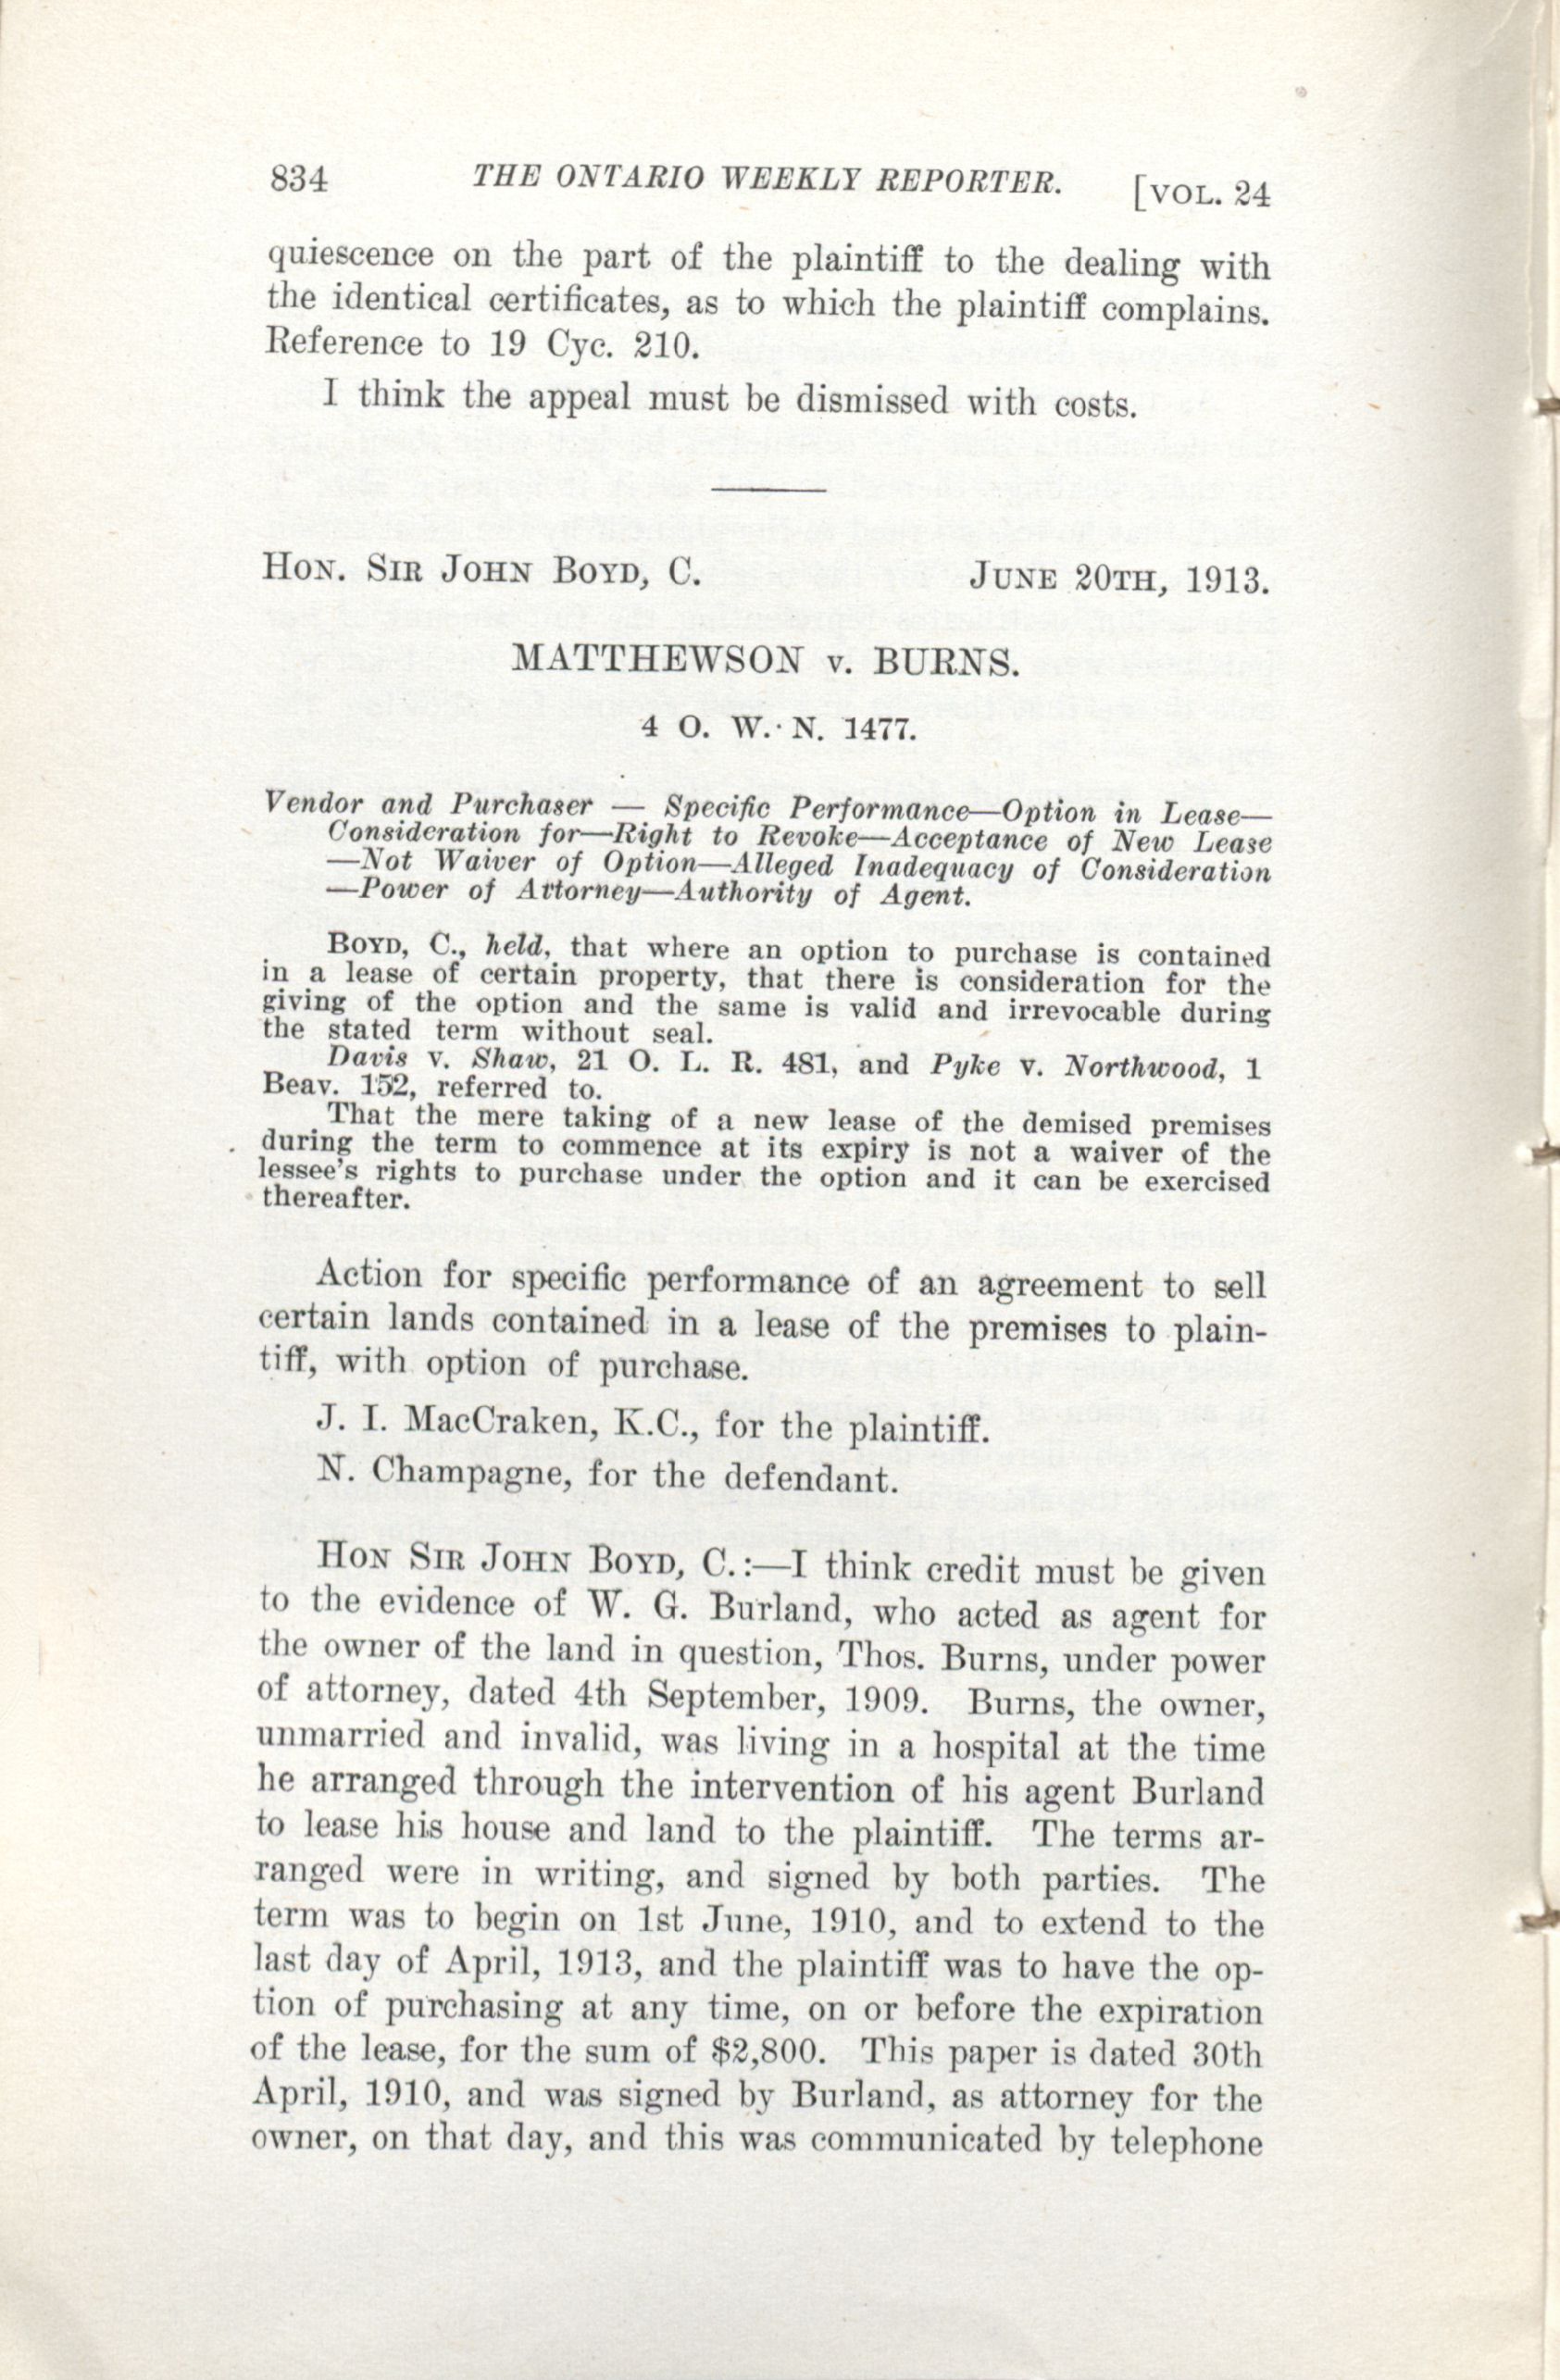 834 THE ONTARIO WEEKLY REPORTER. [VOL. 24
quiescence on the part of the plaintiff to the dealing with
the identical certificates, as to which the plaintiff complains.
Reference to 19 Cyc. 210.
I think the appeal must be dismissed with costs.
HON. SIR JOHN BOYD, C. JUNE 20TH, 1913.
MATTHEWSON v. BURNS.
4 O. W. N. 1477.
Vendor and Purchaser — Specific Performance—Option in Lease—
Consideration for—Right to Revoke—Acceptance of New Lease
—Not Waiver of Option—Alleged Inadequacy of Consideration
—Power of Attorney—Authority of Agent.
BOYD, C., held, that where an option to purchase is contained
in a lease of certain property, that there is consideration for the
giving of the option and the same is valid and irrevocable during
the stated term without seal.
Davis v. Shaw, 21 O. L. R. 481, and Pyke v. Northwood, 1
Beav. 152, referred to.
That the mere taking of a new lease of the demised premises
during the term to commence at its expiry is not a waiver of the
lessee's rights to purchase under the option and it can be exercised
thereafter.
Action for specific performance of an agreement to sell
certain lands contained in a lease of the premises to plain-
tiff, with option of purchase.
J. I. MacCraken, K.C., for the plaintiff.
N. Champagne, for the defendant.
HON SIR JOHN BOYD, C.:—I think credit must be given
to the evidence of W. G. Burland, who acted as agent for
the owner of the land in question, Thos. Burns, under power
of attorney, dated 4th September, 1909. Burns, the owner,
unmarried and invalid, was living in a hospital at the time
he arranged through the intervention of his agent Burland
to lease his house and land to the plaintiff. The terms ar-
ranged were in writing, and signed by both parties. The
term was to begin on 1st June, 1910, and to extend to the
last day of April, 1913, and the plaintiff was to have the op-
tion of purchasing at any time, on or before the expiration
of the lease, for the sum of $2,800. This paper is dated 30th
April, 1910, and was signed by Burland, as attorney for the
owner, on that day, and this was communicated by telephone